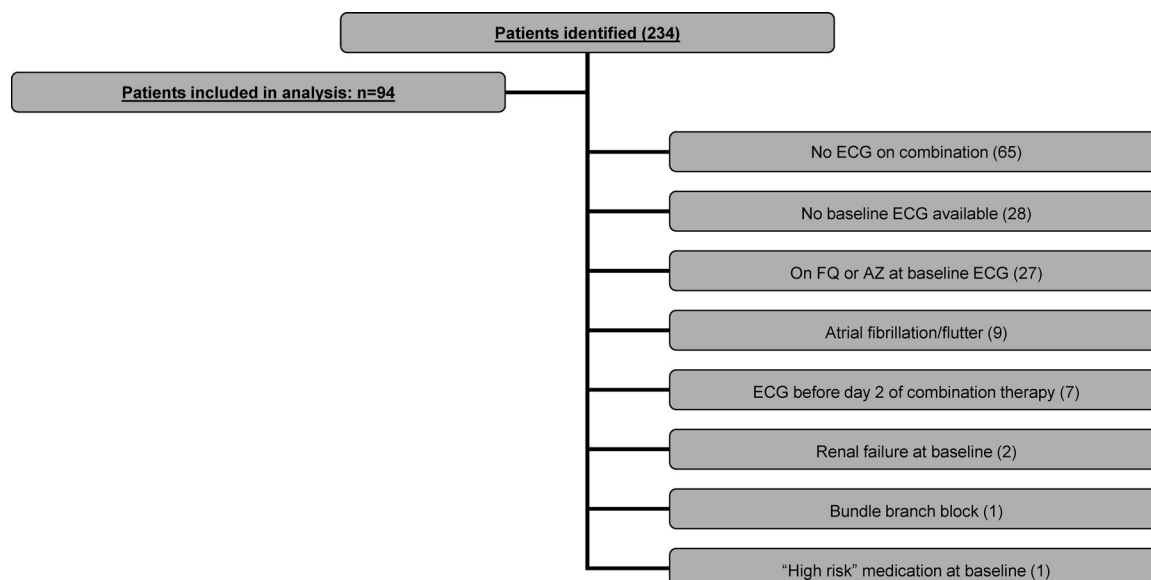 Patients identified (234)
Patients included in analysis: n=94
No ECG on combination (65)
No baseline ECG available (28)
On FQ or AZ at baseline ECG (27)
Atrial fibrillation/flutter (9)
ECG before day 2 of combination therapy (7)
Renal failure at baseline (2)
Bundle branch block (1)
“High risk” medication at baseline (1)